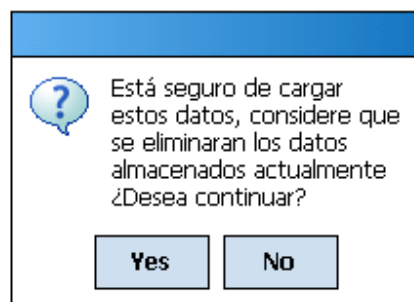 Está seguro de cargar
estos datos, considere que
se eliminaran los datos
almacenados actualmente
¿Desea continuar?
Yes No